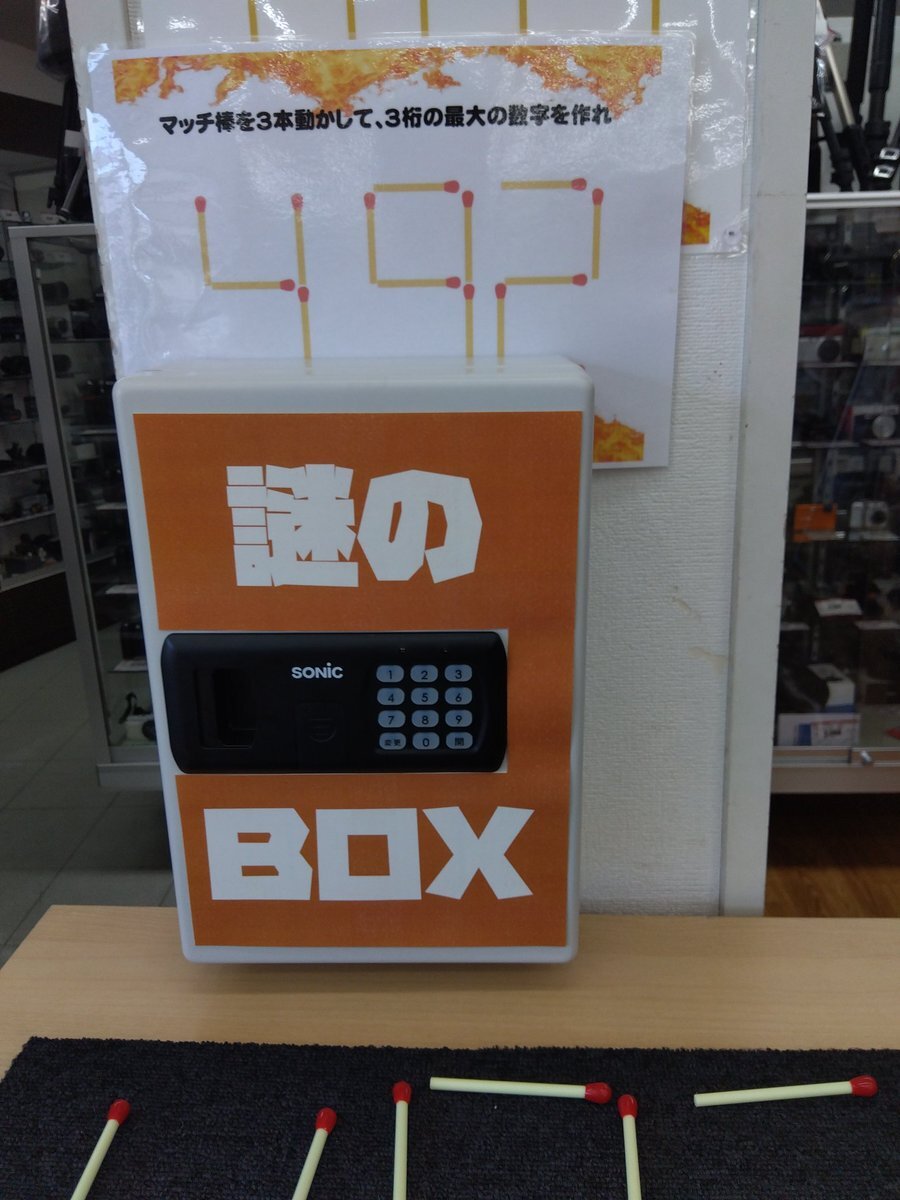 マッチ棒を3本動かして、3桁の最大の数字を作れ
492
謎の
SONIC
1 2 3
4 5 6
7 8 9
変更 0 開
BOX